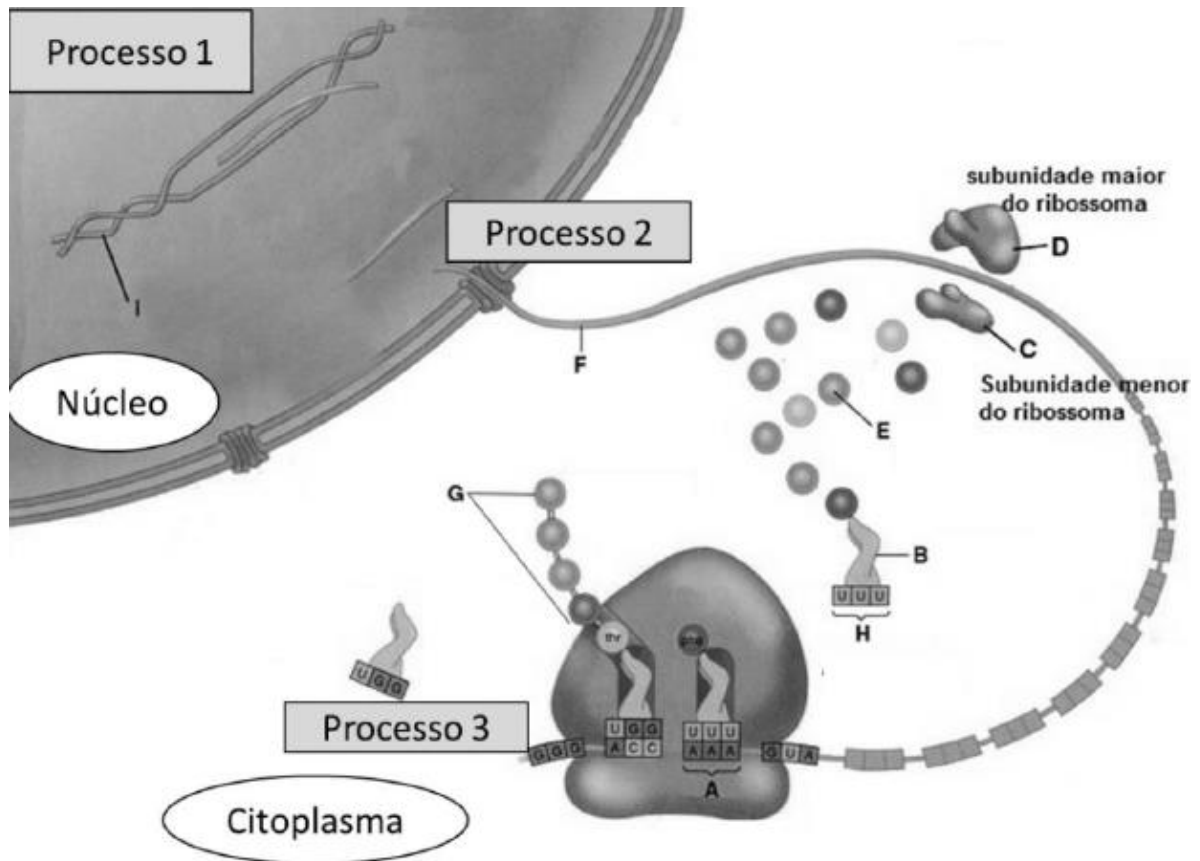 Processo 1
subunidade maior
do ribossoma
Processo 2
D
I
F
C
Núcleo
Subunidade menor
do ribossoma
E
G
B
U U U
H
thr
U G G
Processo 3
U G G
U U U
G G G
A C C
A A A
G U A
A
Citoplasma